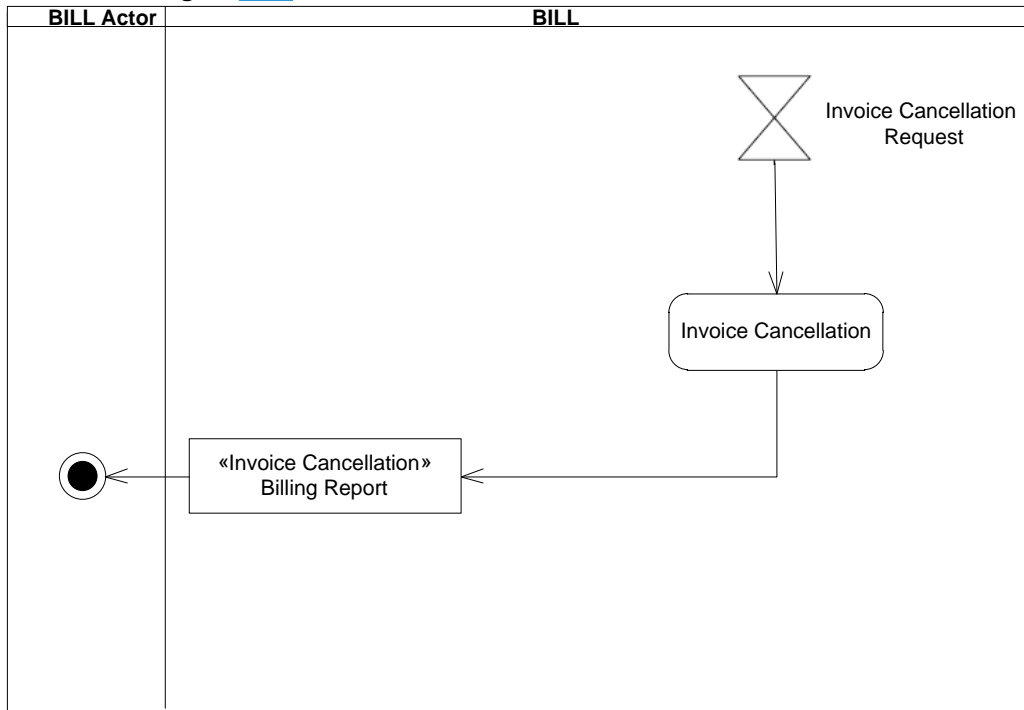 BILL Actor
BILL
Invoice Cancellation
Request
Invoice Cancellation
«Invoice Cancellation»
Billing Report